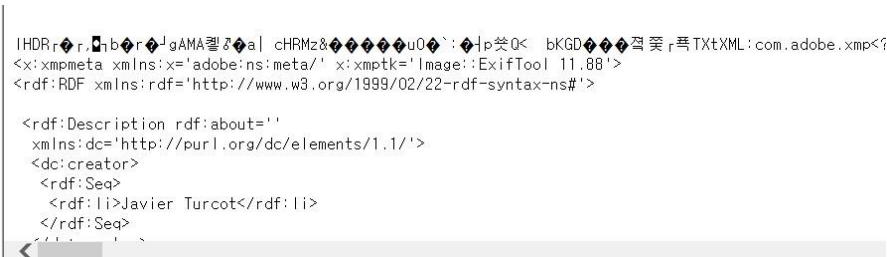 IHDR gAMA a| cHRMz& u0 `: p Q< bKGD TXtXML:com.adobe.xmp<?
<x:xmpmeta xmlns:x='adobe:ns:meta/' x:xmptk='Image::ExifTool 11.88'>
<rdf:RDF xmlns:rdf='http://www.w3.org/1999/02/22-rdf-syntax-ns#'>
<rdf:Description rdf:about=''
xmlns:dc='http://purl.org/dc/elements/1.1/'>
<dc:creator>
<rdf:Seq>
<rdf:li>Javier Turcot</rdf:li>
</rdf:Seq>